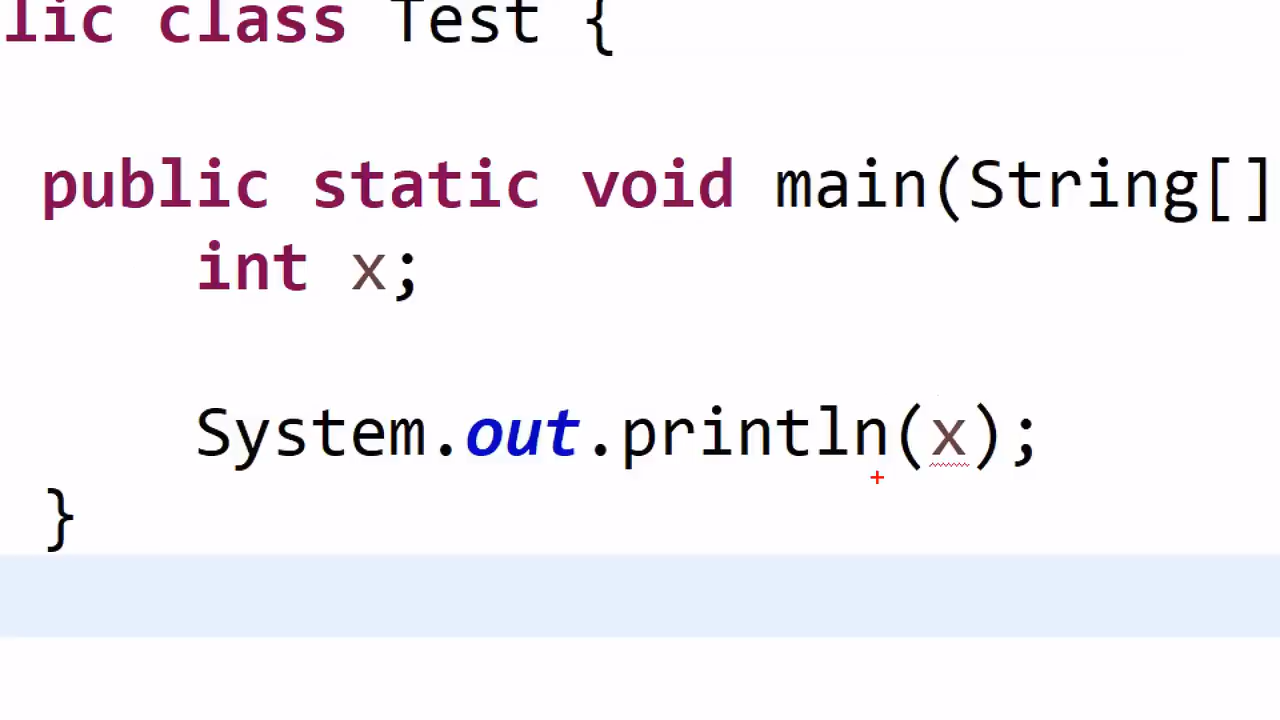 lic class Test {
public static void main(String[]
int x;
System.out.println(x);
}